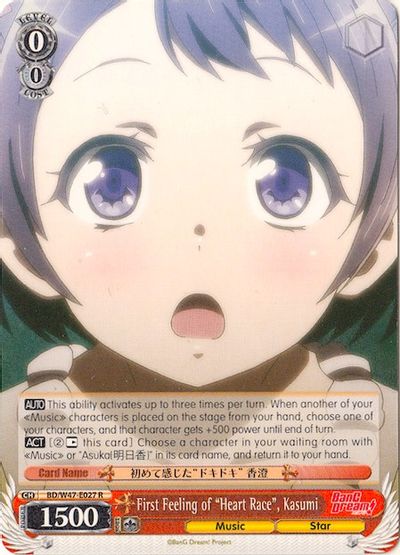 LEVEL
0
0
COST
AUTO This ability activates up to three times per turn. When another of your
«Music» characters is placed on the stage from your hand, choose one
of your characters, and that character gets +500 power until end of turn.
ACT [② Put this card into your clock] Choose a character in your waiting room with
«Music» or "Asuka[明日香]" in its card name, and return it to your hand.
Card Name
初めて感じた"ドキドキ" 香澄
CH
BD/W47-E027 R
First Feeling of "Heart Race", Kasumi
BanG Dream!
POWER
1500
Music
Star
©BanG Dream! Project